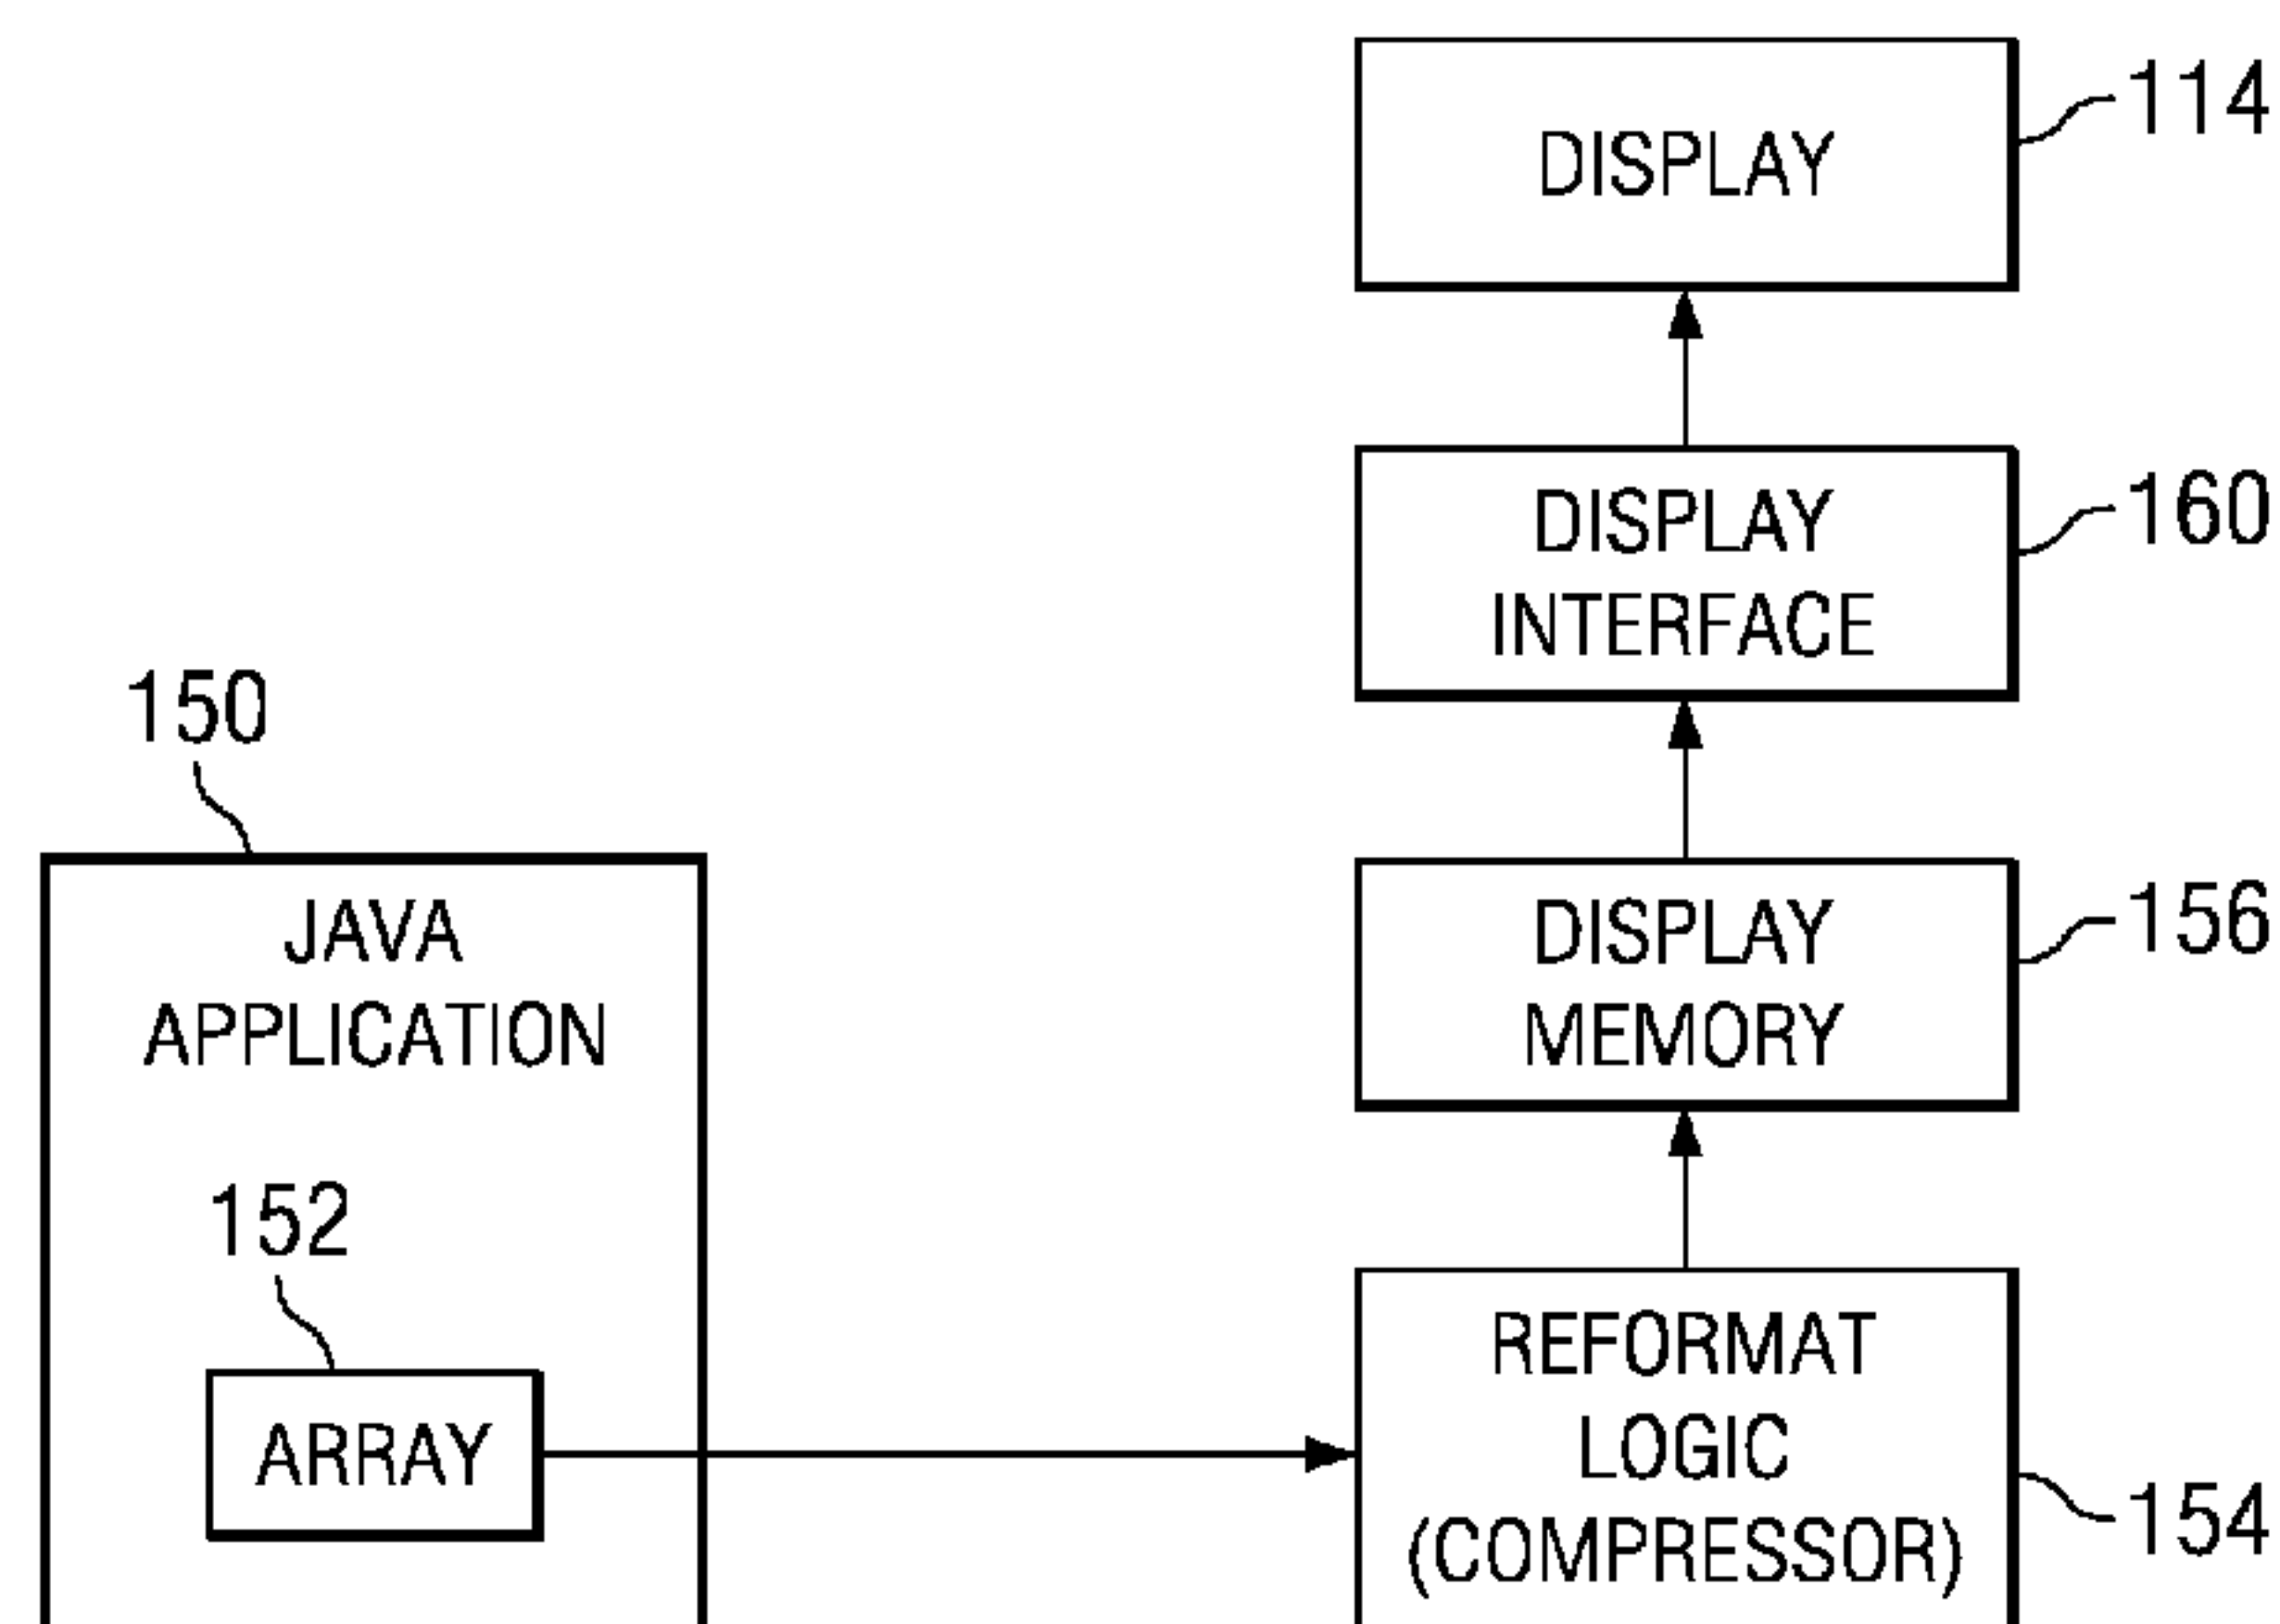 DISPLAY
114
DISPLAY
INTERFACE
160
150
JAVA
APPLICATION
DISPLAY
MEMORY
156
152
ARRAY
REFORMAT
LOGIC
(COMPRESSOR)
154